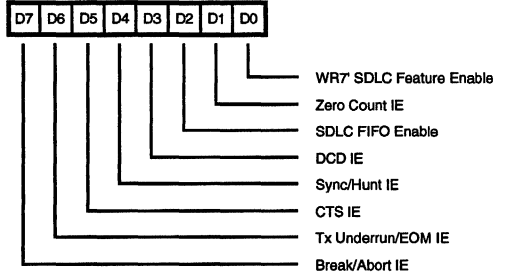 D7 D6 D5 D4 D3 D2 D1 D0
WR7' SDLC Feature Enable
Zero Count IE
SDLC FIFO Enable
DCD IE
Sync/Hunt IE
CTS IE
Tx Underrun/EOM IE
Break/Abort IE